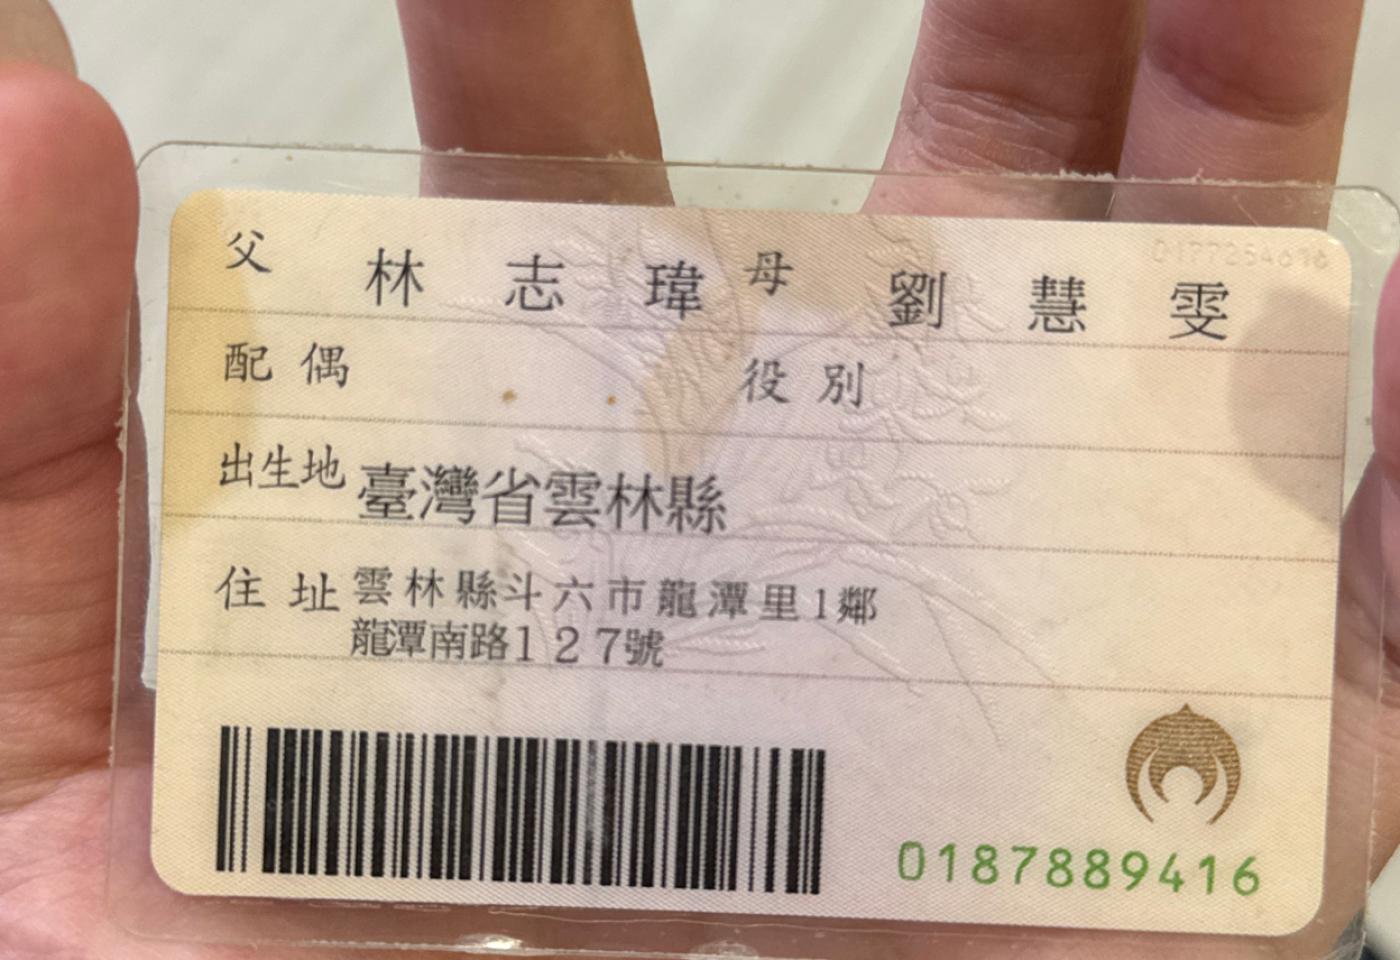 父 林志瑋 母 劉慧雯
配偶 役別
出生地 臺灣省雲林縣
住址 雲林縣斗六市龍潭里1鄰
龍潭南路127號
0187889416